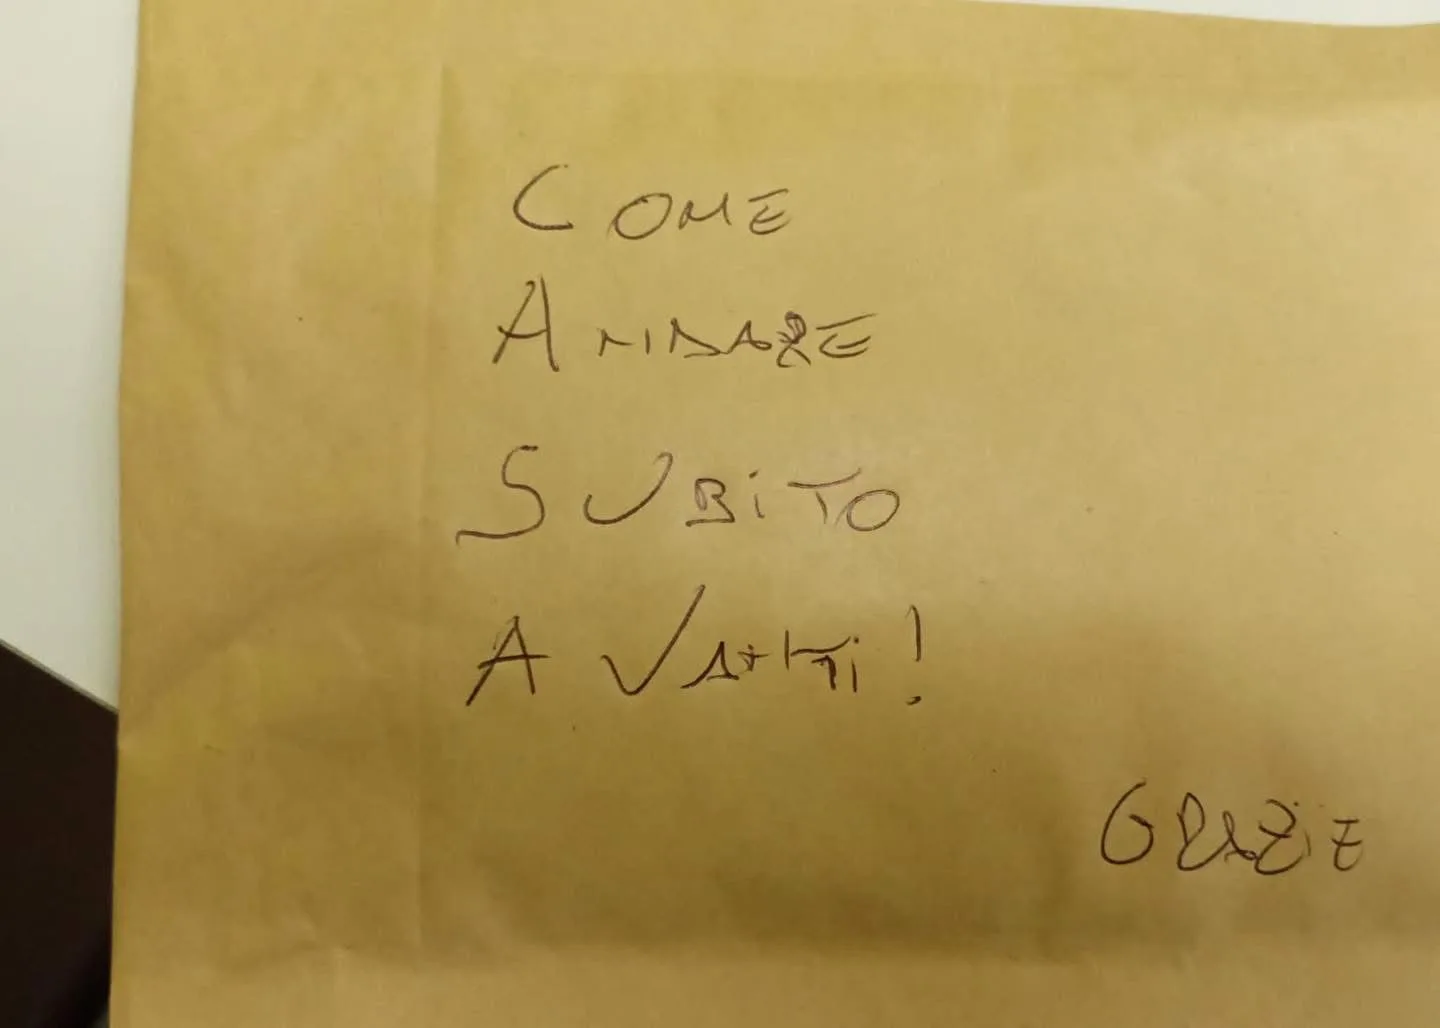 COME
ANDARE
SUBITO
AVANTI!
GRAZIE